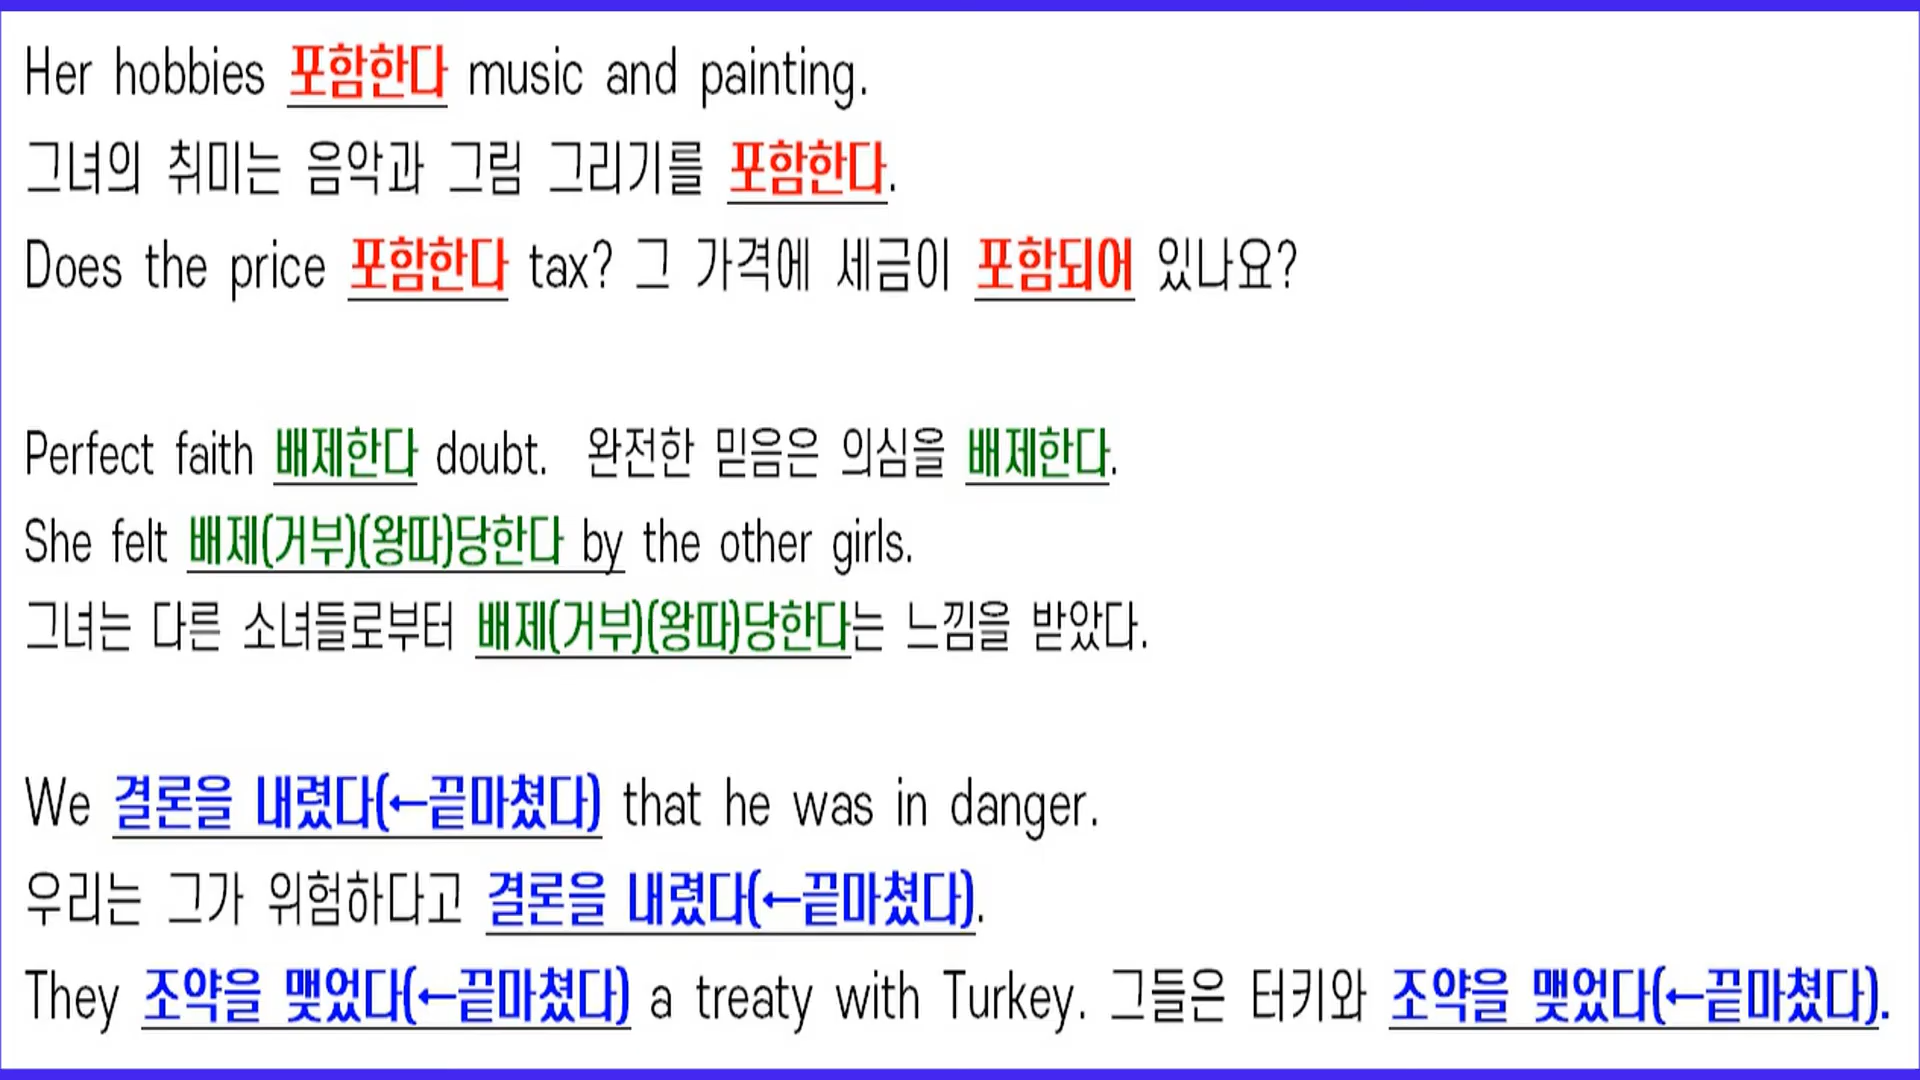 Her hobbies 포함한다 music and painting.
그녀의 취미는 음악과 그림 그리기를 포함한다.
Does the price 포함한다 tax? 그 가격에 세금이 포함되어 있나요?
Perfect faith 배제한다 doubt. 완전한 믿음은 의심을 배제한다.
She felt 배제(거부)(왕따)당한다 by the other girls.
그녀는 다른 소녀들로부터 배제(거부)(왕따)당한다는 느낌을 받았다.
We 결론을 내렸다(←끝마쳤다) that he was in danger.
우리는 그가 위험하다고 결론을 내렸다(←끝마쳤다).
They 조약을 맺었다(←끝마쳤다) a treaty with Turkey. 그들은 터키와 조약을 맺었다(←끝마쳤다).